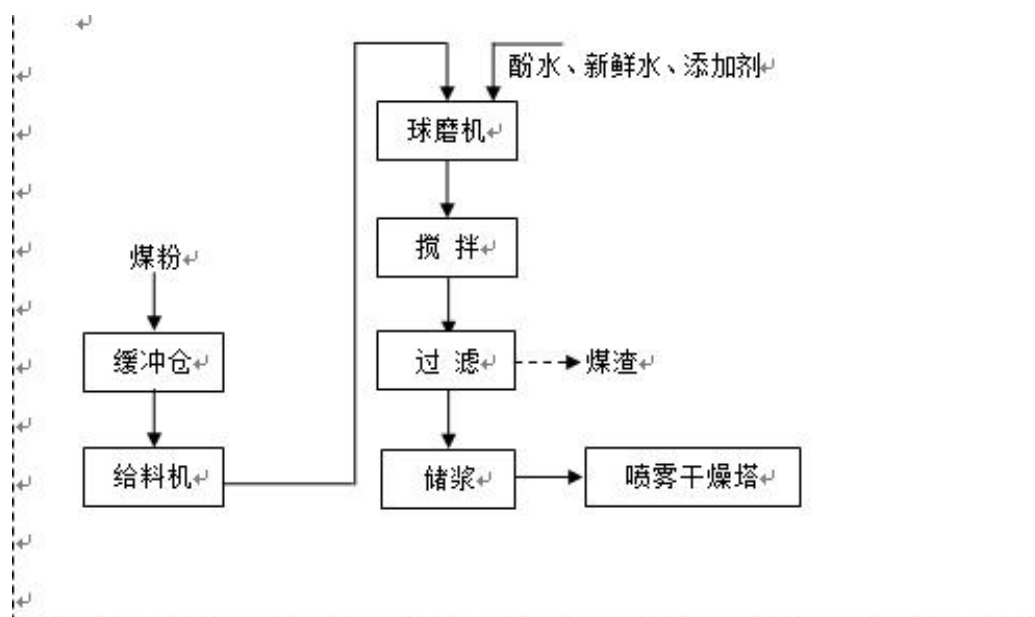 酚水、新鲜水、添加剂
球磨机
搅 拌
煤粉
缓冲仓
过 滤
煤渣
给料机
储浆
喷雾干燥塔